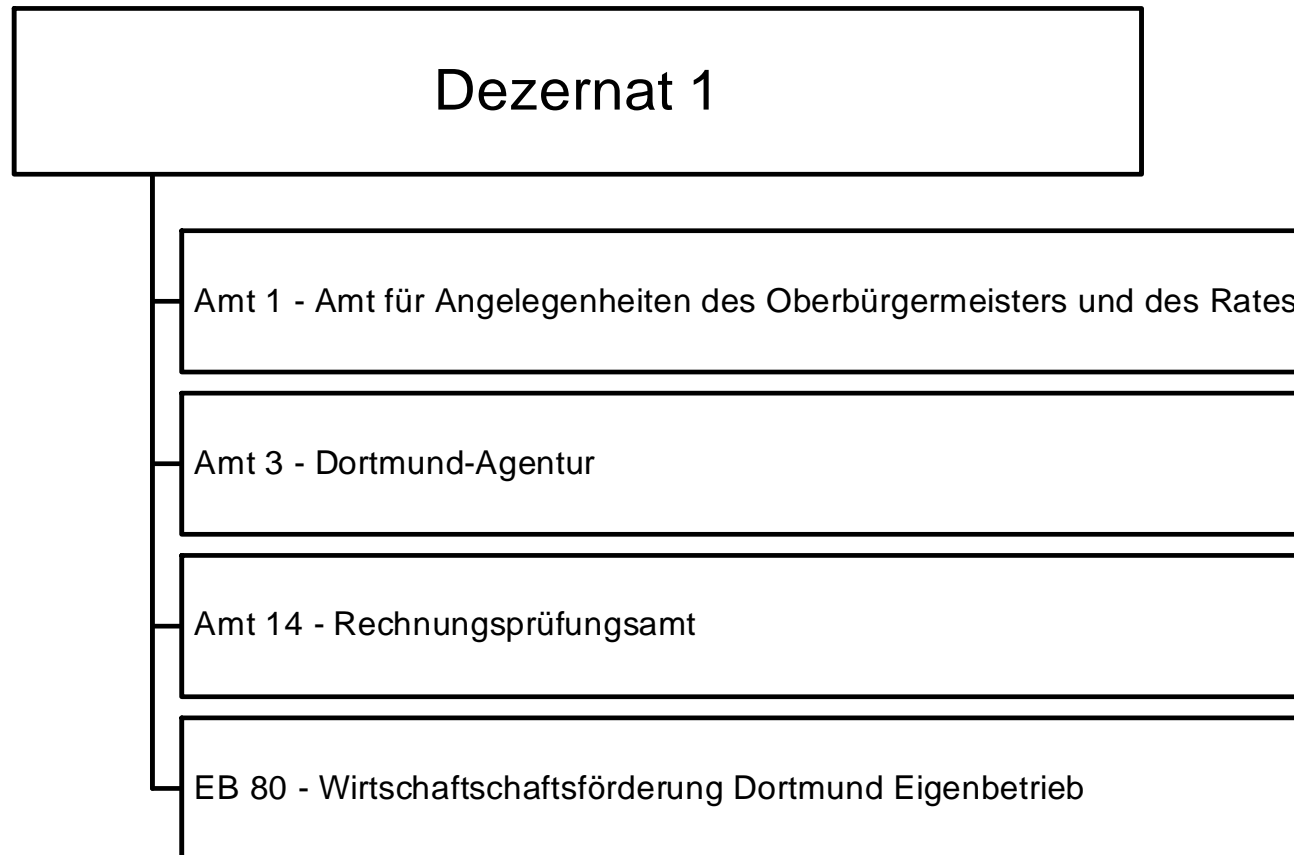 Dezernat 1
Amt 1 - Amt für Angelegenheiten des Oberbürgermeisters und des Rates
Amt 3 - Dortmund-Agentur
Amt 14 - Rechnungsprüfungsamt
EB 80 - Wirtschaftschaftsförderung Dortmund Eigenbetrieb